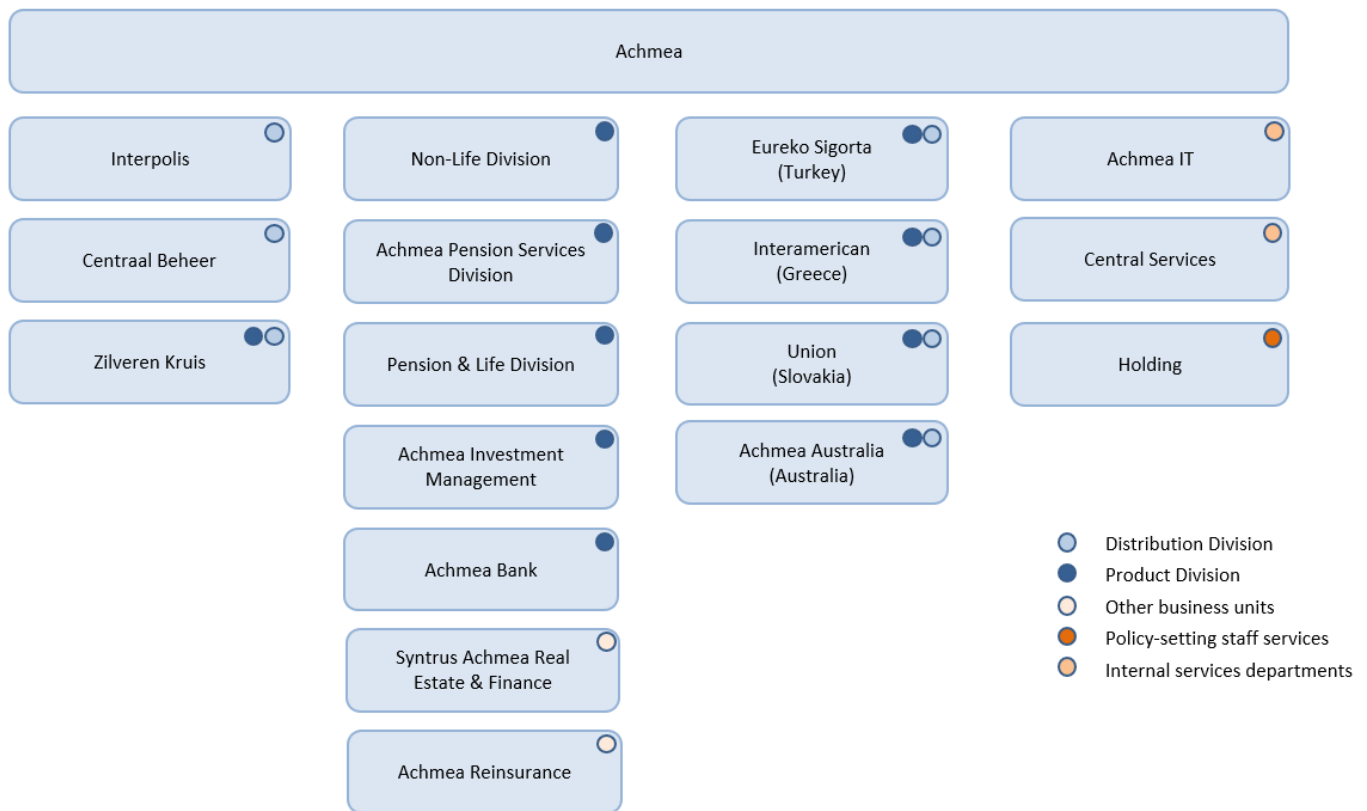 Achmea
Interpolis
Centraal Beheer
Zilveren Kruis
Non-Life Division
Achmea Pension Services
Division
Pension & Life Division
Achmea Investment
Management
Achmea Bank
Syntrus Achmea Real
Estate & Finance
Achmea Reinsurance
Eureko Sigorta
(Turkey)
Interamerican
(Greece)
Union
(Slovakia)
Achmea Australia
(Australia)
Achmea IT
Central Services
Holding
Distribution Division
Product Division
Other business units
Policy-setting staff services
Internal services departments